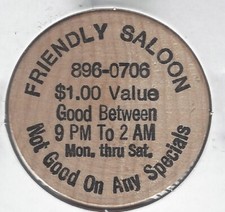 FRIENDLY SALOON
896-0706
$1.00 Value
Good Between
9 PM To 2 AM
Mon. thru Sat.
Not Good On Any Specials